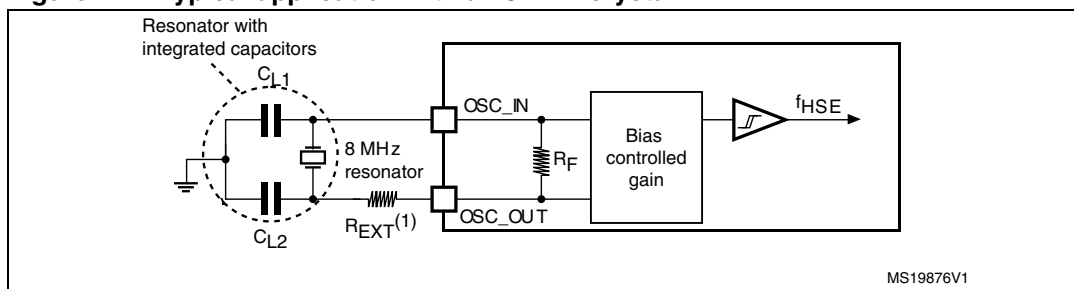 Resonator with
integrated capacitors
CL1
OSC_IN
fHSE
8 MHz
resonator
RF
Bias
controlled
gain
REXT(1)
OSC_OUT
CL2
MS19876V1